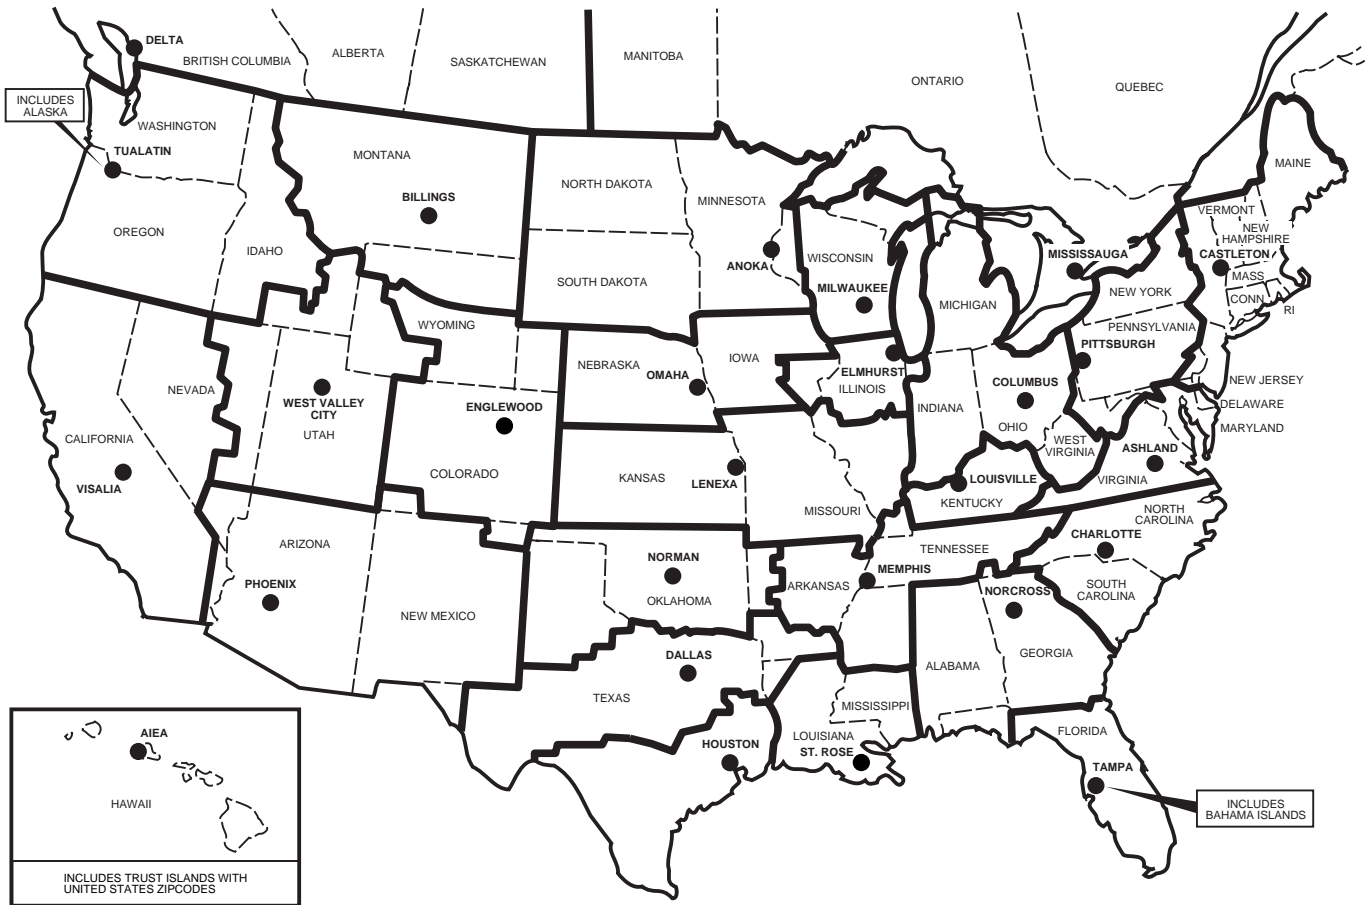 DELTA
BRITISH COLUMBIA
ALBERTA
SASKATCHEWAN
MANITOBA
ONTARIO
QUEBEC
INCLUDES
ALASKA
WASHINGTON
TUALATIN
MONTANA
BILLINGS
NORTH DAKOTA
MINNESOTA
MAINE
OREGON
IDAHO
SOUTH DAKOTA
ANOKA
WISCONSIN
MILWAUKEE
MICHIGAN
MISSISSAUGA
VERMONT
NEW
HAMPSHIRE
CASTLETON
MASS
CONN
RI
NEW YORK
PENNSYLVANIA
PITTSBURGH
WYOMING
NEBRASKA
OMAHA
IOWA
ELMHURST
ILLINOIS
INDIANA
COLUMBUS
OHIO
NEW JERSEY
DELAWARE
MARYLAND
NEVADA
WEST VALLEY
CITY
UTAH
ENGLEWOOD
COLORADO
CALIFORNIA
VISALIA
KANSAS
LENEXA
MISSOURI
LOUISVILLE
KENTUCKY
WEST
VIRGINIA
ASHLAND
VIRGINIA
NORTH
CAROLINA
CHARLOTTE
SOUTH
CAROLINA
ARIZONA
PHOENIX
NEW MEXICO
NORMAN
OKLAHOMA
ARKANSAS
TENNESSEE
MEMPHIS
NORCROSS
GEORGIA
ALABAMA
DALLAS
TEXAS
MISSISSIPPI
LOUISIANA
ST. ROSE
HOUSTON
FLORIDA
TAMPA
INCLUDES
BAHAMA ISLANDS
AIEA
HAWAII
INCLUDES TRUST ISLANDS WITH
UNITED STATES ZIPCODES